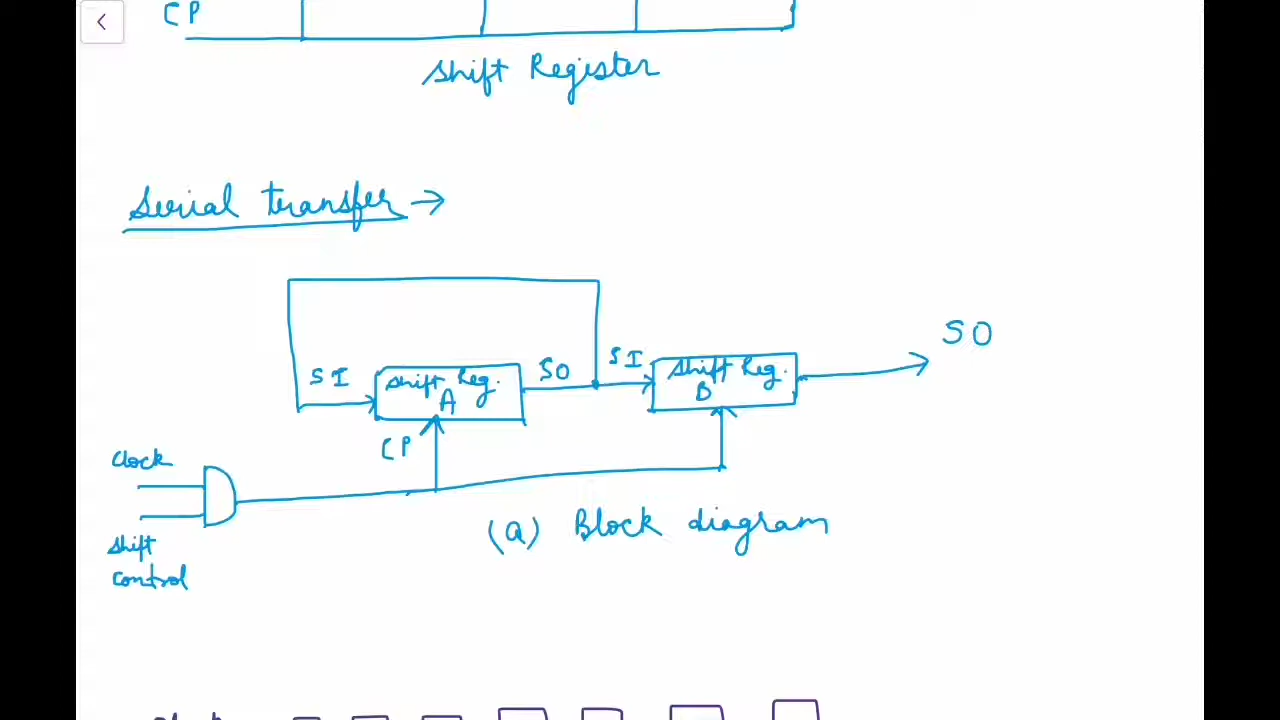 CP
Shift Register
Serial transfer →
SO
SI
Shift Reg.
A
SO
SI
Shift Reg.
B
CP
Clock
Shift
control
(a) Block diagram